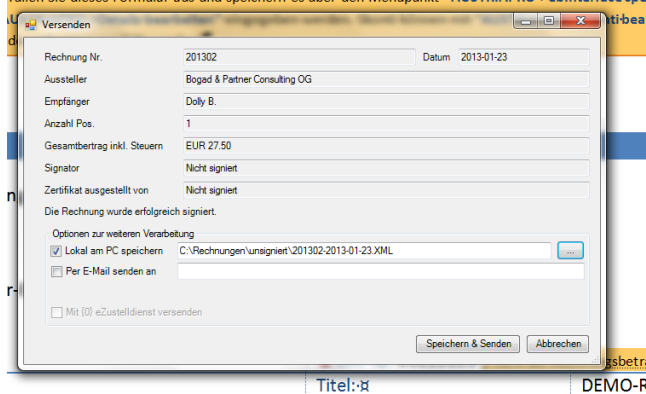 Versenden
Rechnung Nr. 201302 Datum 2013-01-23
Aussteller Bogad & Partner Consulting OG
Empfänger Dolly B.
Anzahl Pos. 1
Gesamtbertrag inkl. Steuern EUR 27.50
Signator Nicht signiert
Zertifikat ausgestellt von Nicht signiert
Die Rechnung wurde erfolgreich signiert.
Optionen zur weiteren Verarbeitung
Lokal am PC speichern C:\Rechnungen\unsigniert\201302-2013-01-23.XML ...
Per E-Mail senden an
Mit {0} eZustelldienst versenden
Speichern & Senden Abbrechen
Titel:·¤ DEMO-R